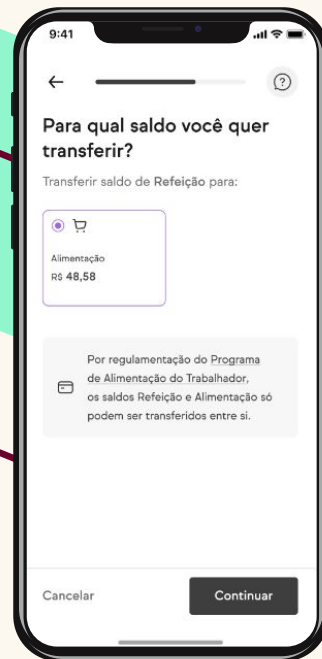 9:41
Para qual saldo você quer
transferir?
Transferir saldo de Refeição para:
Alimentação
R$ 48,58
Por regulamentação do Programa
de Alimentação do Trabalhador,
os saldos Refeição e Alimentação só
podem ser transferidos entre si.
Cancelar
Continuar